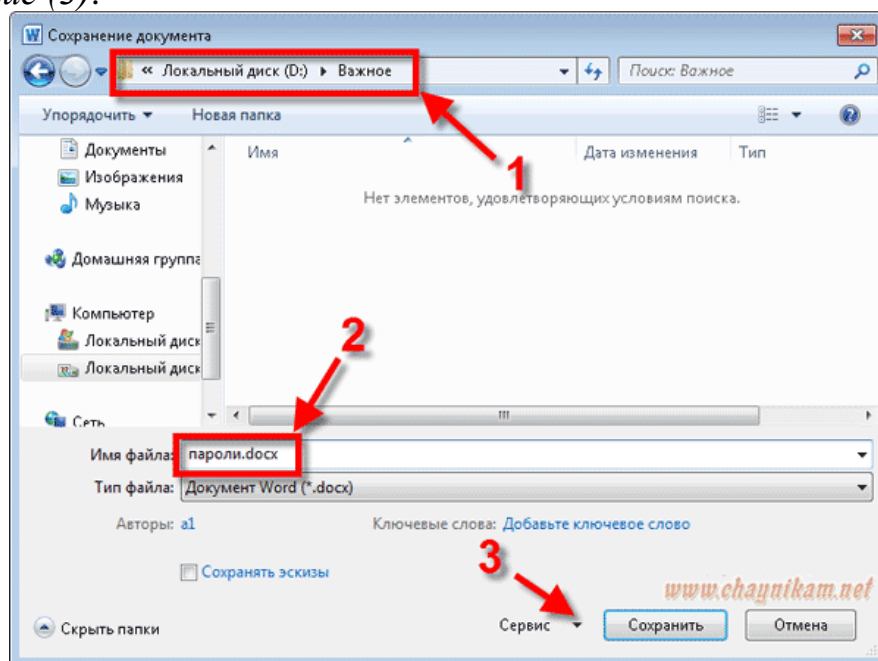 (3).
Сохранение документа
« Локальный диск (D:) ▸ Важное
Поиск: Важное
Упорядочить ▼ Новая папка
Документы
Имя Дата изменения Тип
Изображения
1
Нет элементов, удовлетворяющих условиям поиска.
Музыка
Домашняя группа
Компьютер
2
Локальный диск
Локальный диск
Сеть
Имя файла: пароли.docx
Тип файла: Документ Word (*.docx)
Авторы: a1 Ключевые слова: Добавьте ключевое слово
3
Сохранять эскизы
www.chaynikam.net
Скрыть папки Сервис ▼ Сохранить Отмена